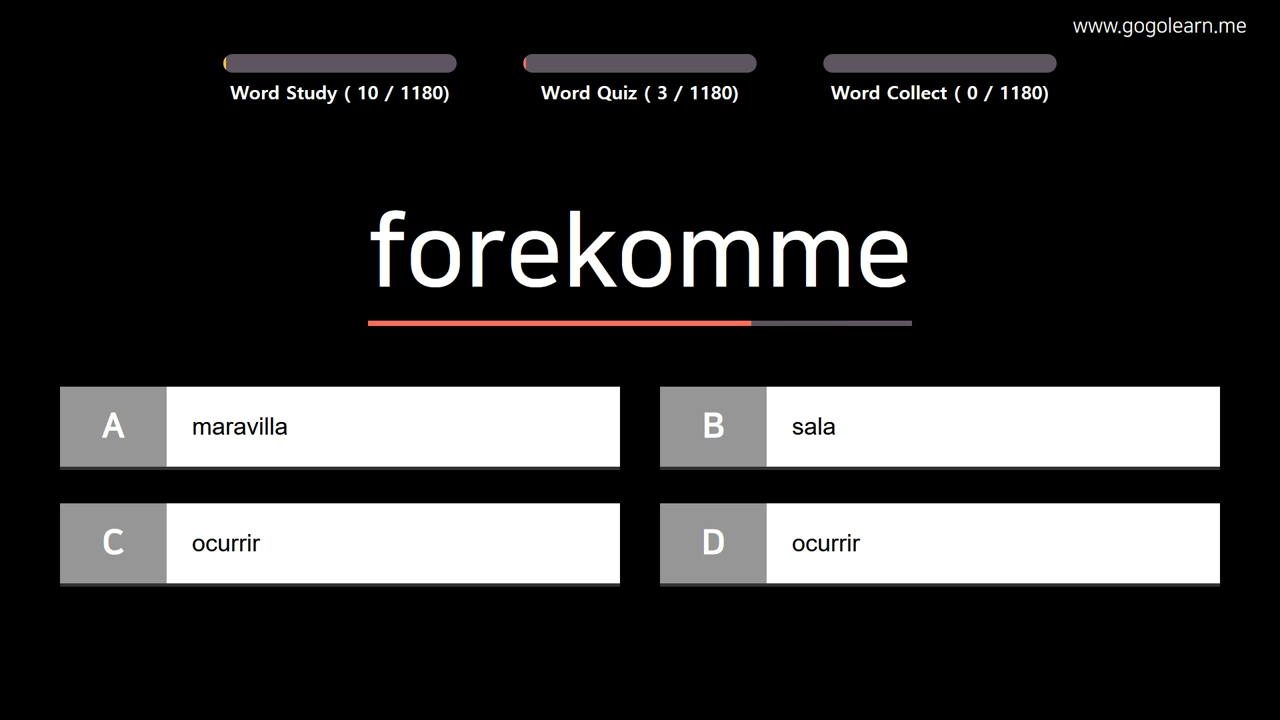 www.gogolearn.me
Word Study ( 10 / 1180)
Word Quiz ( 3 / 1180)
Word Collect ( 0 / 1180)
forekomme
A maravilla
B sala
C ocurrir
D ocurrir